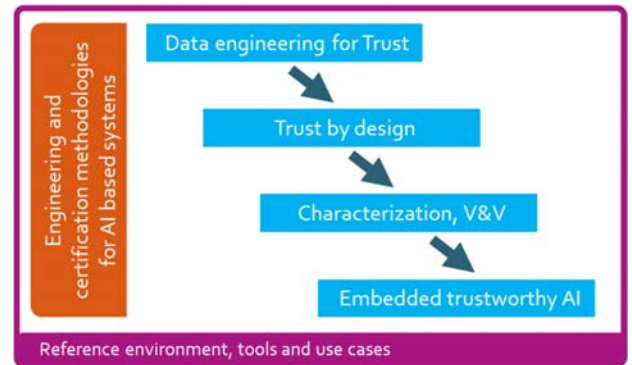 Engineering and
certification methodologies
for AI based systems
Data engineering for Trust
Trust by design
Characterization, V&V
Embedded trustworthy AI
Reference environment, tools and use cases